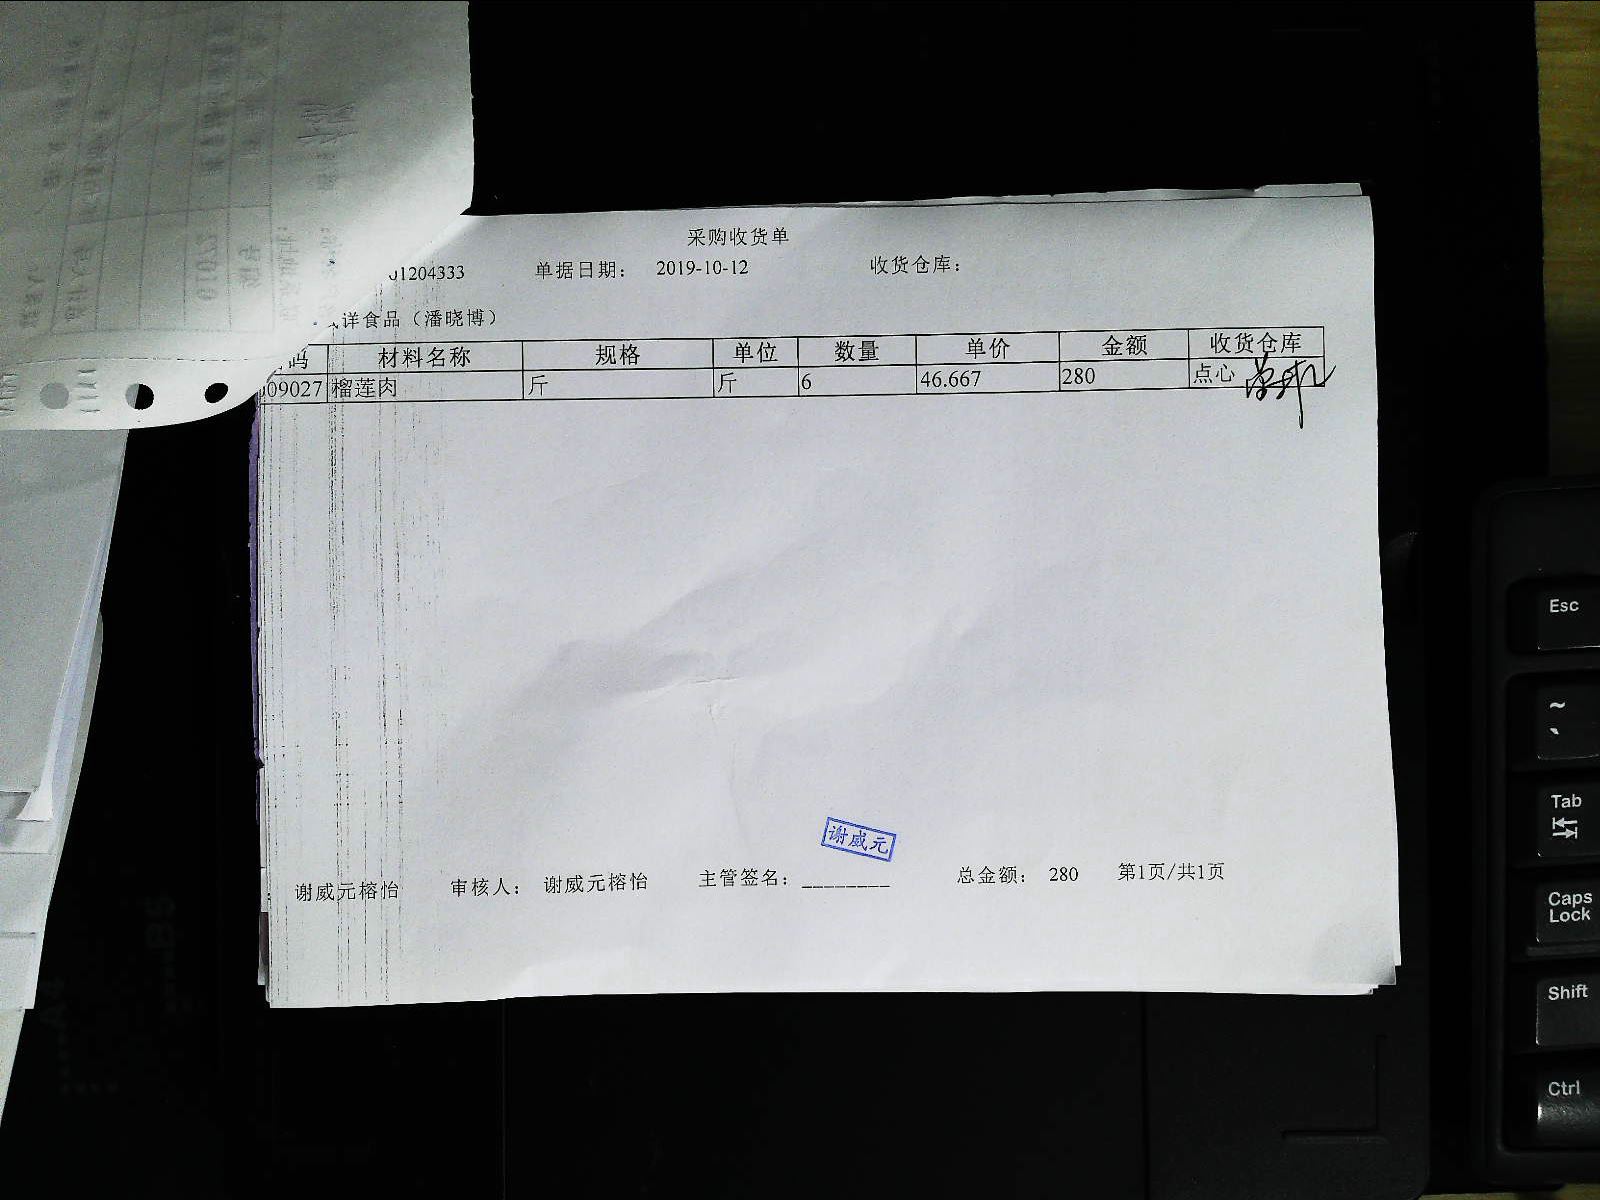 采购收货单
01204333 单据日期： 2019-10-12 收货仓库：
洋食品（潘晓博）
码 材料名称 规格 单位 数量 单价 金额 收货仓库
09027 榴莲肉 斤 斤 6 46.667 280 点心
谢威元
谢威元榕怡 审核人： 谢威元榕怡 主管签名：________ 总金额： 280 第1页/共1页
Esc
~
Tab
Caps Lock
Shift
Ctrl
A4
B5